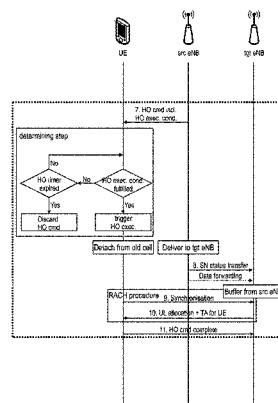 UE
src eNB
tgt eNB
7. HO cmd incl.
HO exec. cond.
determining step
No
HO timer
expired
No
HO exec. cond
fulfilled
Yes
Yes
Discard
HO cmd
trigger
HO exec.
Detach from old cell
Deliver to tgt eNB
8. SN status transfer
Data forwarding
Buffer from src eN
RACH procedure
9. Synchronisation
10. UL allocation + TA for UE
11. HO cmd complete